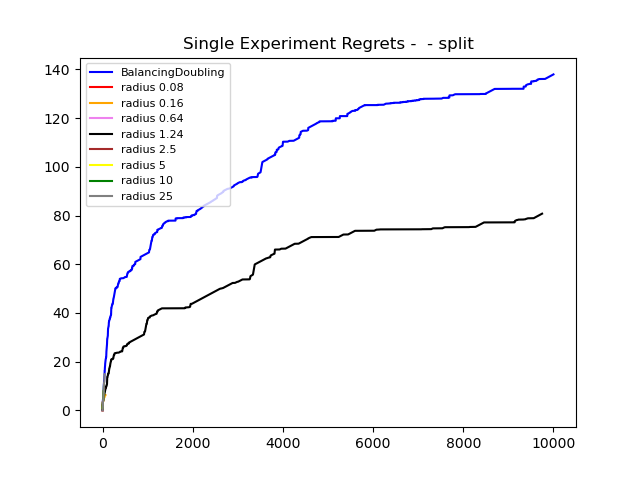 Single Experiment Regrets -  - split
140
120
100
80
60
40
20
0
BalancingDoubling
radius 0.08
radius 0.16
radius 0.64
radius 1.24
radius 2.5
radius 5
radius 10
radius 25
0 2000 4000 6000 8000 10000